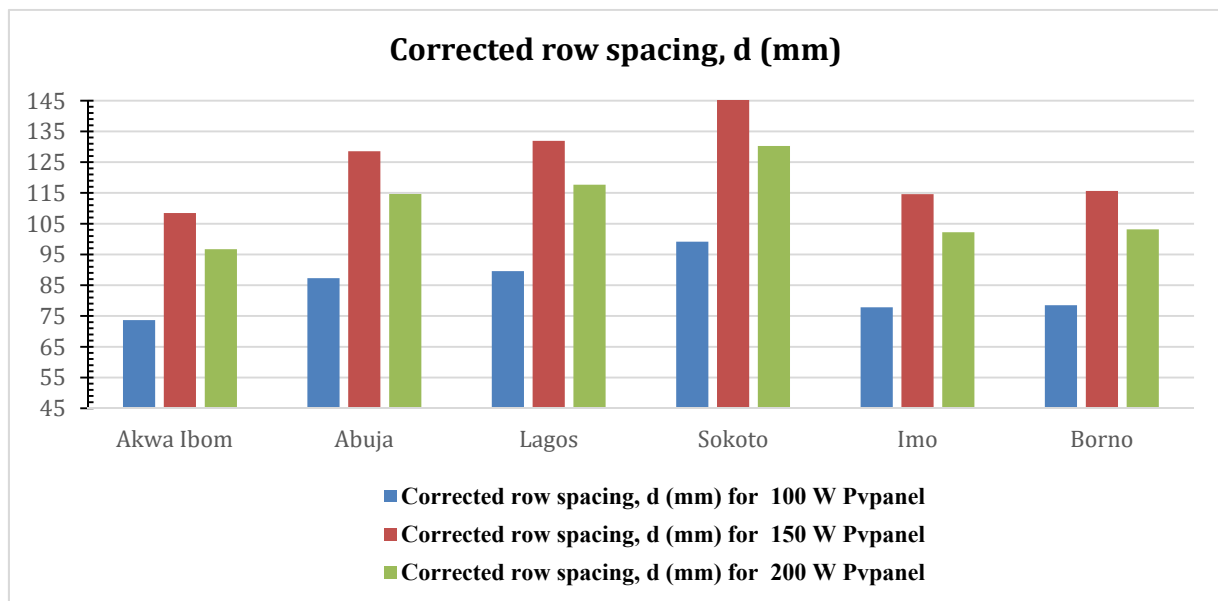 Corrected row spacing, d (mm)
145
135
125
115
105
95
85
75
65
55
45
Akwa Ibom Abuja Lagos Sokoto Imo Borno
Corrected row spacing, d (mm) for 100 W Pvpanel
Corrected row spacing, d (mm) for 150 W Pvpanel
Corrected row spacing, d (mm) for 200 W Pvpanel